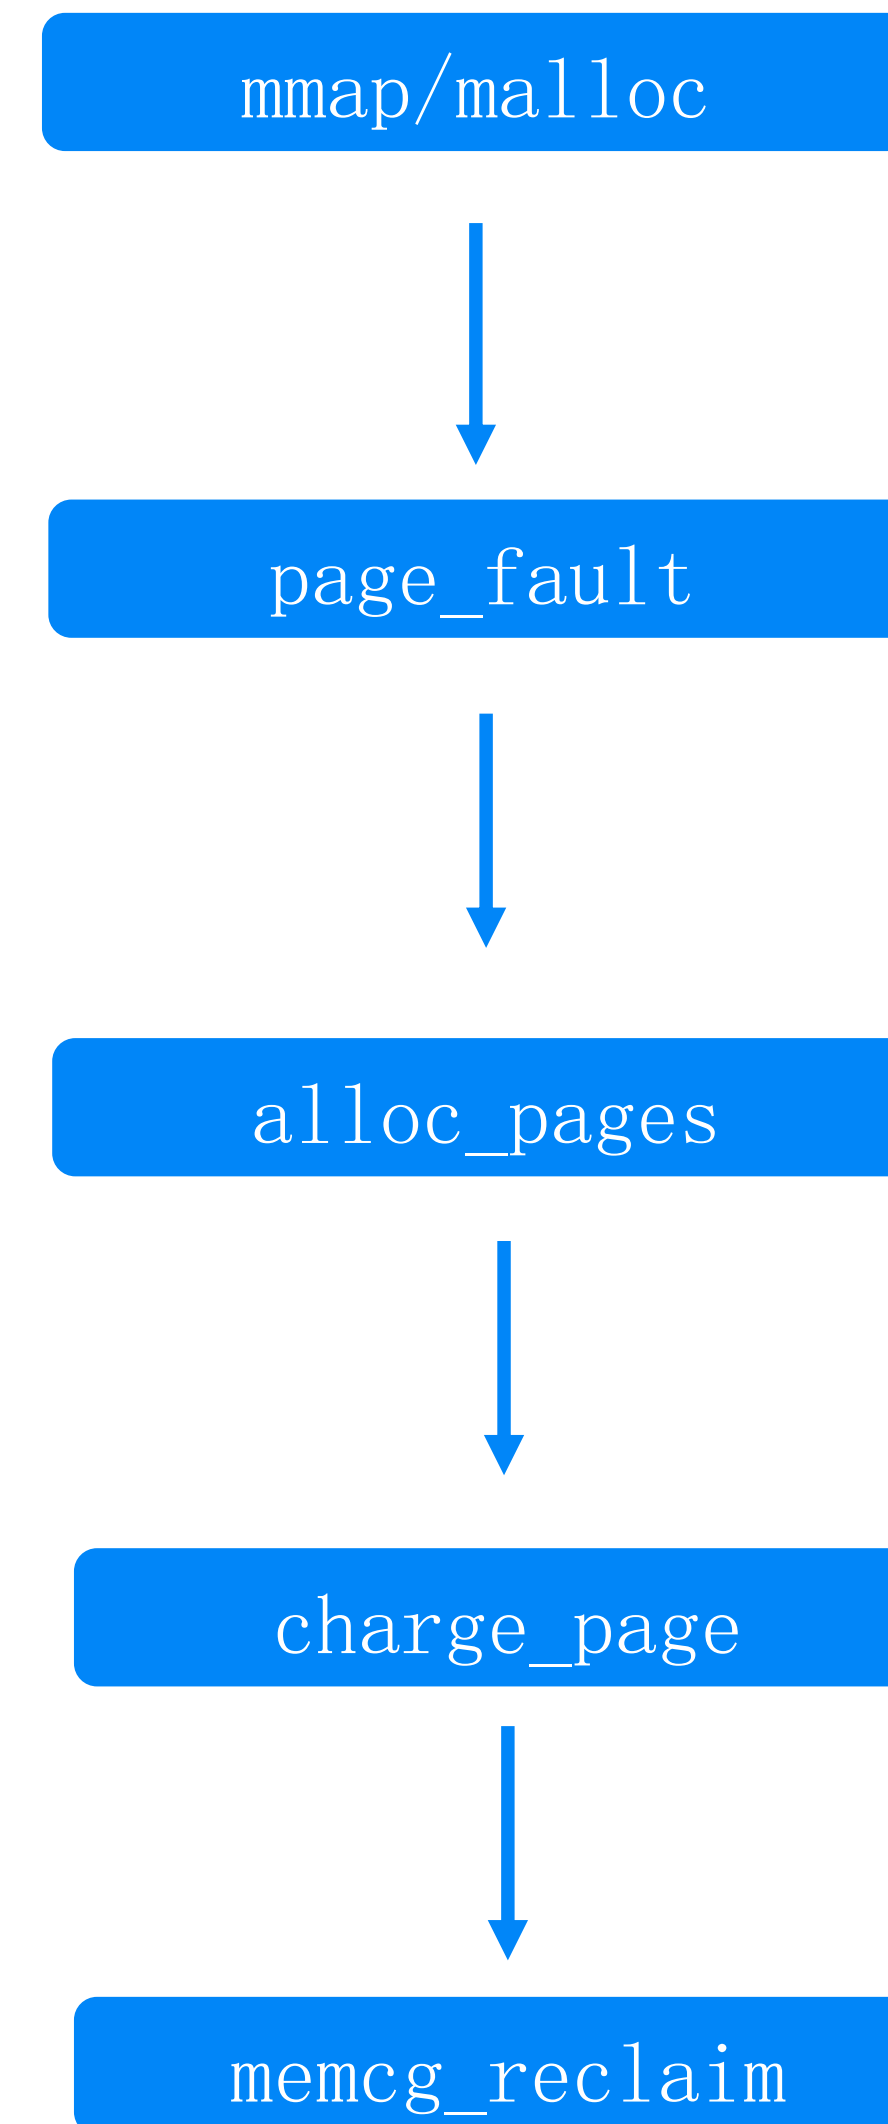 mmap/malloc
page_fault
alloc_pages
charge_page
memcg_reclaim